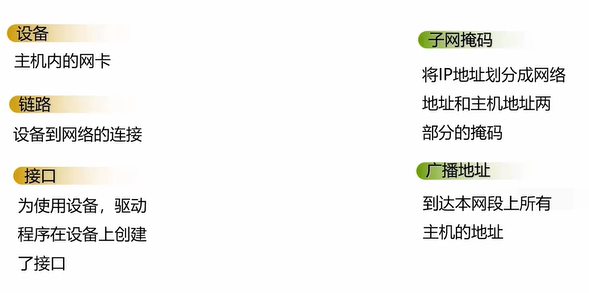 设备
主机内的网卡
链路
设备到网络的连接
接口
为使用设备，驱动
程序在设备上创建
了接口
子网掩码
将IP地址划分成网络
地址和主机地址两
部分的掩码
广播地址
到达本网段上所有
主机的地址